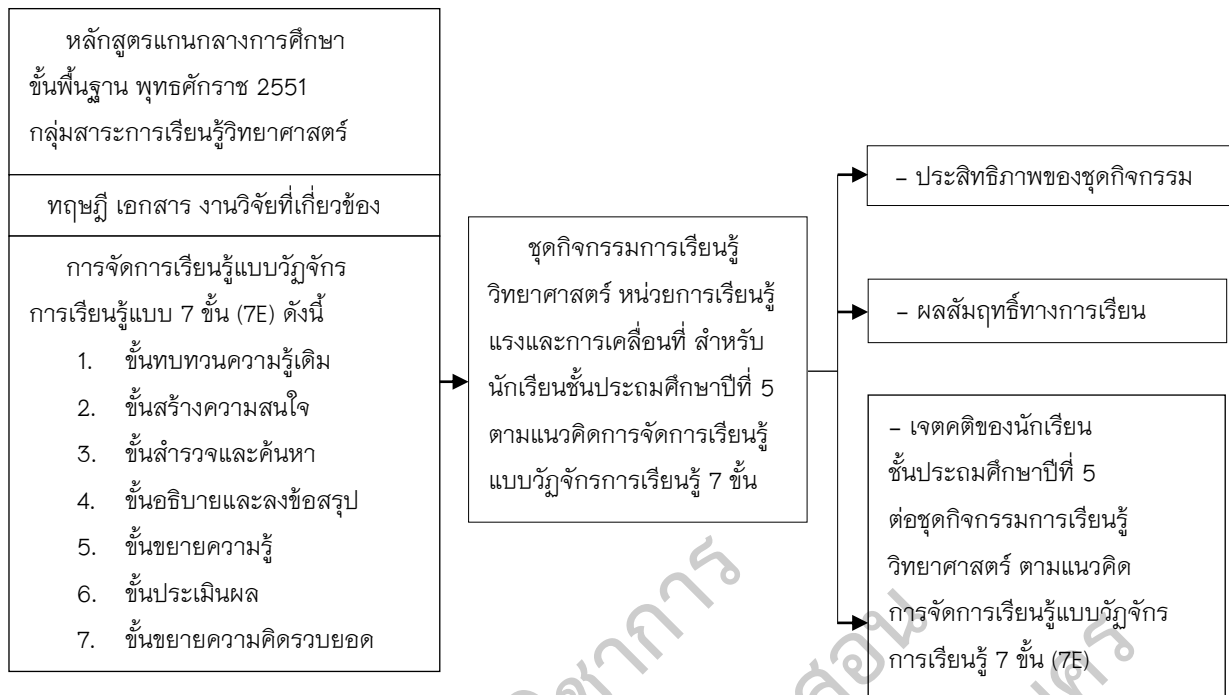 หลักสูตรแกนกลางการศึกษา
ขั้นพื้นฐาน พุทธศักราช 2551
กลุ่มสาระการเรียนรู้วิทยาศาสตร์
ทฤษฎี เอกสาร งานวิจัยที่เกี่ยวข้อง
การจัดการเรียนรู้แบบวัฏจักร
การเรียนรู้แบบ 7 ขั้น (7E) ดังนี้
1. ขั้นทบทวนความรู้เดิม
2. ขั้นสร้างความสนใจ
3. ขั้นสำรวจและค้นหา
4. ขั้นอธิบายและลงข้อสรุป
5. ขั้นขยายความรู้
6. ขั้นประเมินผล
7. ขั้นขยายความคิดรวบยอด
ชุดกิจกรรมการเรียนรู้
วิทยาศาสตร์ หน่วยการเรียนรู้
แรงและการเคลื่อนที่ สำหรับ
นักเรียนชั้นประถมศึกษาปีที่ 5
ตามแนวคิดการจัดการเรียนรู้
แบบวัฏจักรการเรียนรู้ 7 ขั้น
– ประสิทธิภาพของชุดกิจกรรม
– ผลสัมฤทธิ์ทางการเรียน
– เจตคติของนักเรียน
ชั้นประถมศึกษาปีที่ 5
ต่อชุดกิจกรรมการเรียนรู้
วิทยาศาสตร์ ตามแนวคิด
การจัดการเรียนรู้แบบวัฏจักร
การเรียนรู้ 7 ขั้น (7E)